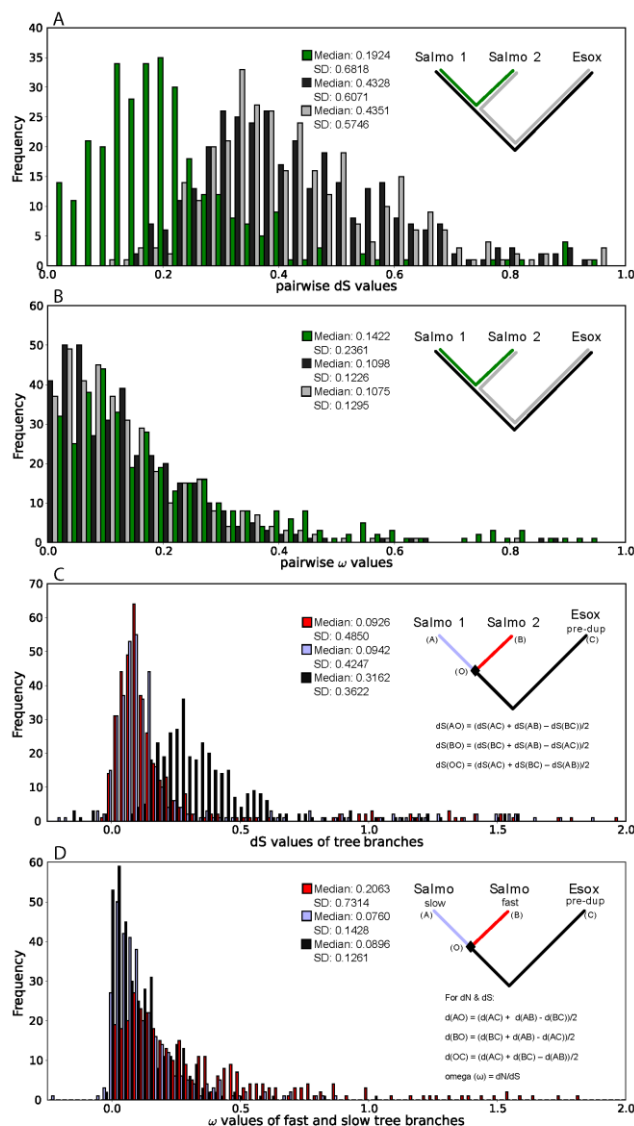 A
Frequency
40
35
30
25
20
15
10
5
0
0.0 0.2 0.4 0.6 0.8 1.0
pairwise dS values
Median: 0.1924
SD: 0.6818
Median: 0.4328
SD: 0.6071
Median: 0.4351
SD: 0.5746
Salmo 1 Salmo 2 Esox
B
Frequency
60
50
40
30
20
10
0
0.0 0.2 0.4 0.6 0.8 1.0
pairwise ω values
Median: 0.1422
SD: 0.2361
Median: 0.1098
SD: 0.1226
Median: 0.1075
SD: 0.1295
Salmo 1 Salmo 2 Esox
C
Frequency
70
60
50
40
30
20
10
0
0.0 0.5 1.0 1.5 2.0
dS values of tree branches
Median: 0.0926
SD: 0.4850
Median: 0.0942
SD: 0.4247
Median: 0.3162
SD: 0.3622
Salmo 1 Salmo 2 Esox
pre-dup
(A) (B) (C)
(O)
dS(AO) = (dS(AC) + dS(AB) – dS(BC))/2
dS(BO) = (dS(BC) + dS(AB) – dS(AC))/2
dS(OC) = (dS(AC) + dS(BC) – dS(AB))/2
D
Frequency
60
50
40
30
20
10
0
0.0 0.5 1.0 1.5 2.0
ω values of fast and slow tree branches
Median: 0.2063
SD: 0.7314
Median: 0.0760
SD: 0.1428
Median: 0.0896
SD: 0.1261
Salmo Salmo Esox
slow fast pre-dup
(A) (B) (C)
(O)
For dN & dS:
d(AO) = (d(AC) + d(AB) - d(BC))/2
d(BO) = (d(BC) + d(AB) - d(AC))/2
d(OC) = (d(AC) + d(BC) – d(AB))/2
omega (ω) = dN/dS